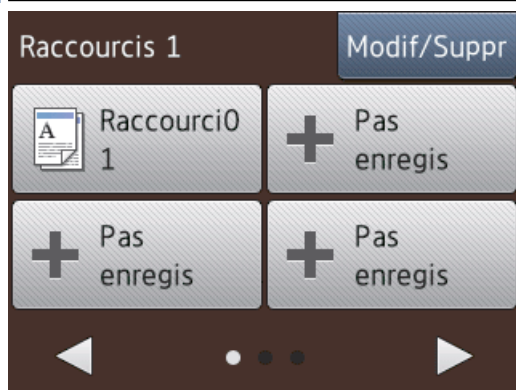 Raccourcis 1
Modif/Suppr
A
Raccourci0
1
Pas
enregis
Pas
enregis
Pas
enregis